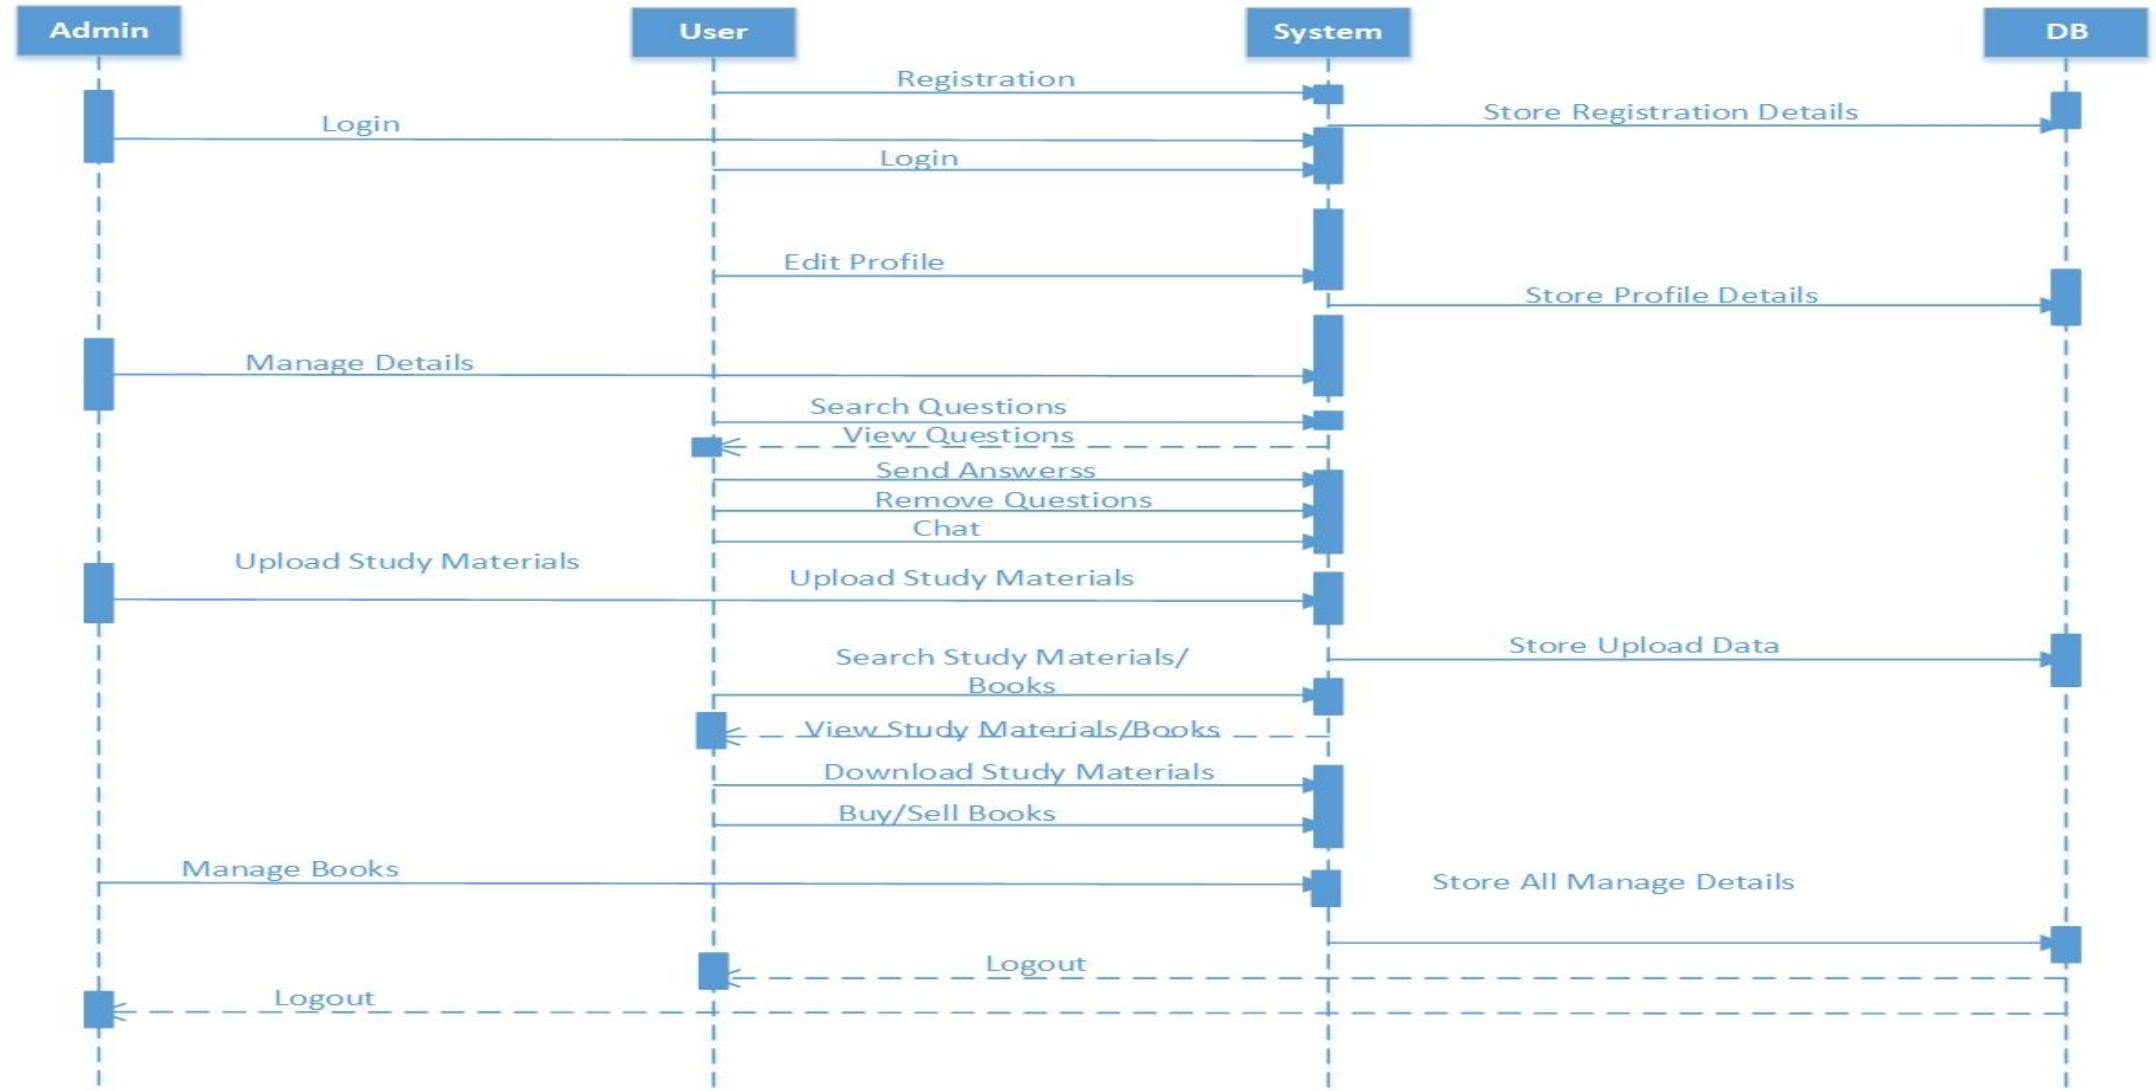 Admin
User
System
DB
Registration
Store Registration Details
Login
Login
Edit Profile
Store Profile Details
Manage Details
Search Questions
View Questions
Send Answerss
Remove Questions
Chat
Upload Study Materials
Upload Study Materials
Store Upload Data
Search Study Materials/
Books
View Study Materials/Books
Download Study Materials
Buy/Sell Books
Manage Books
Store All Manage Details
Logout
Logout